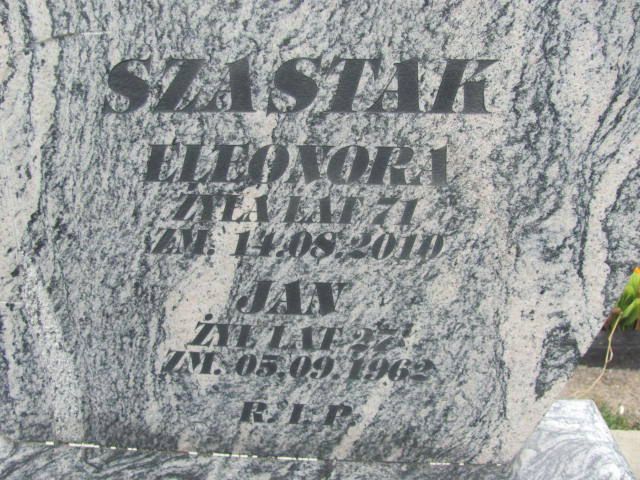 SZASTAK
ELEONORA
ŻYŁA LAT 71
ZM. 14.08.2010
JAN
ŻYŁ LAT 27
ZM. 05.09.1962
R.I.P.